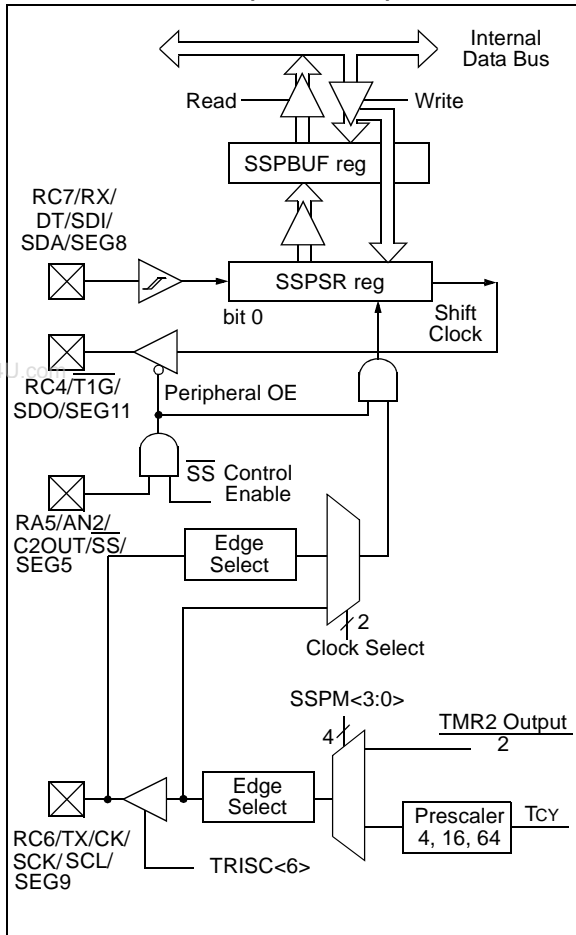 Internal
Data Bus
Read
Write
SSPBUF reg
RC7/RX/
DT/SDI/
SDA/SEG8
SSPSR reg
bit 0
Shift
Clock
U.com
RC4/T1G/
SDO/SEG11
Peripheral OE
SS Control
Enable
RA5/AN2/
C2OUT/SS/
SEG5
Edge
Select
2
Clock Select
SSPM<3:0>
4
TMR2 Output
2
Edge
Select
Prescaler
4, 16, 64
TCY
RC6/TX/CK/
SCK/SCL/
SEG9
TRISC<6>